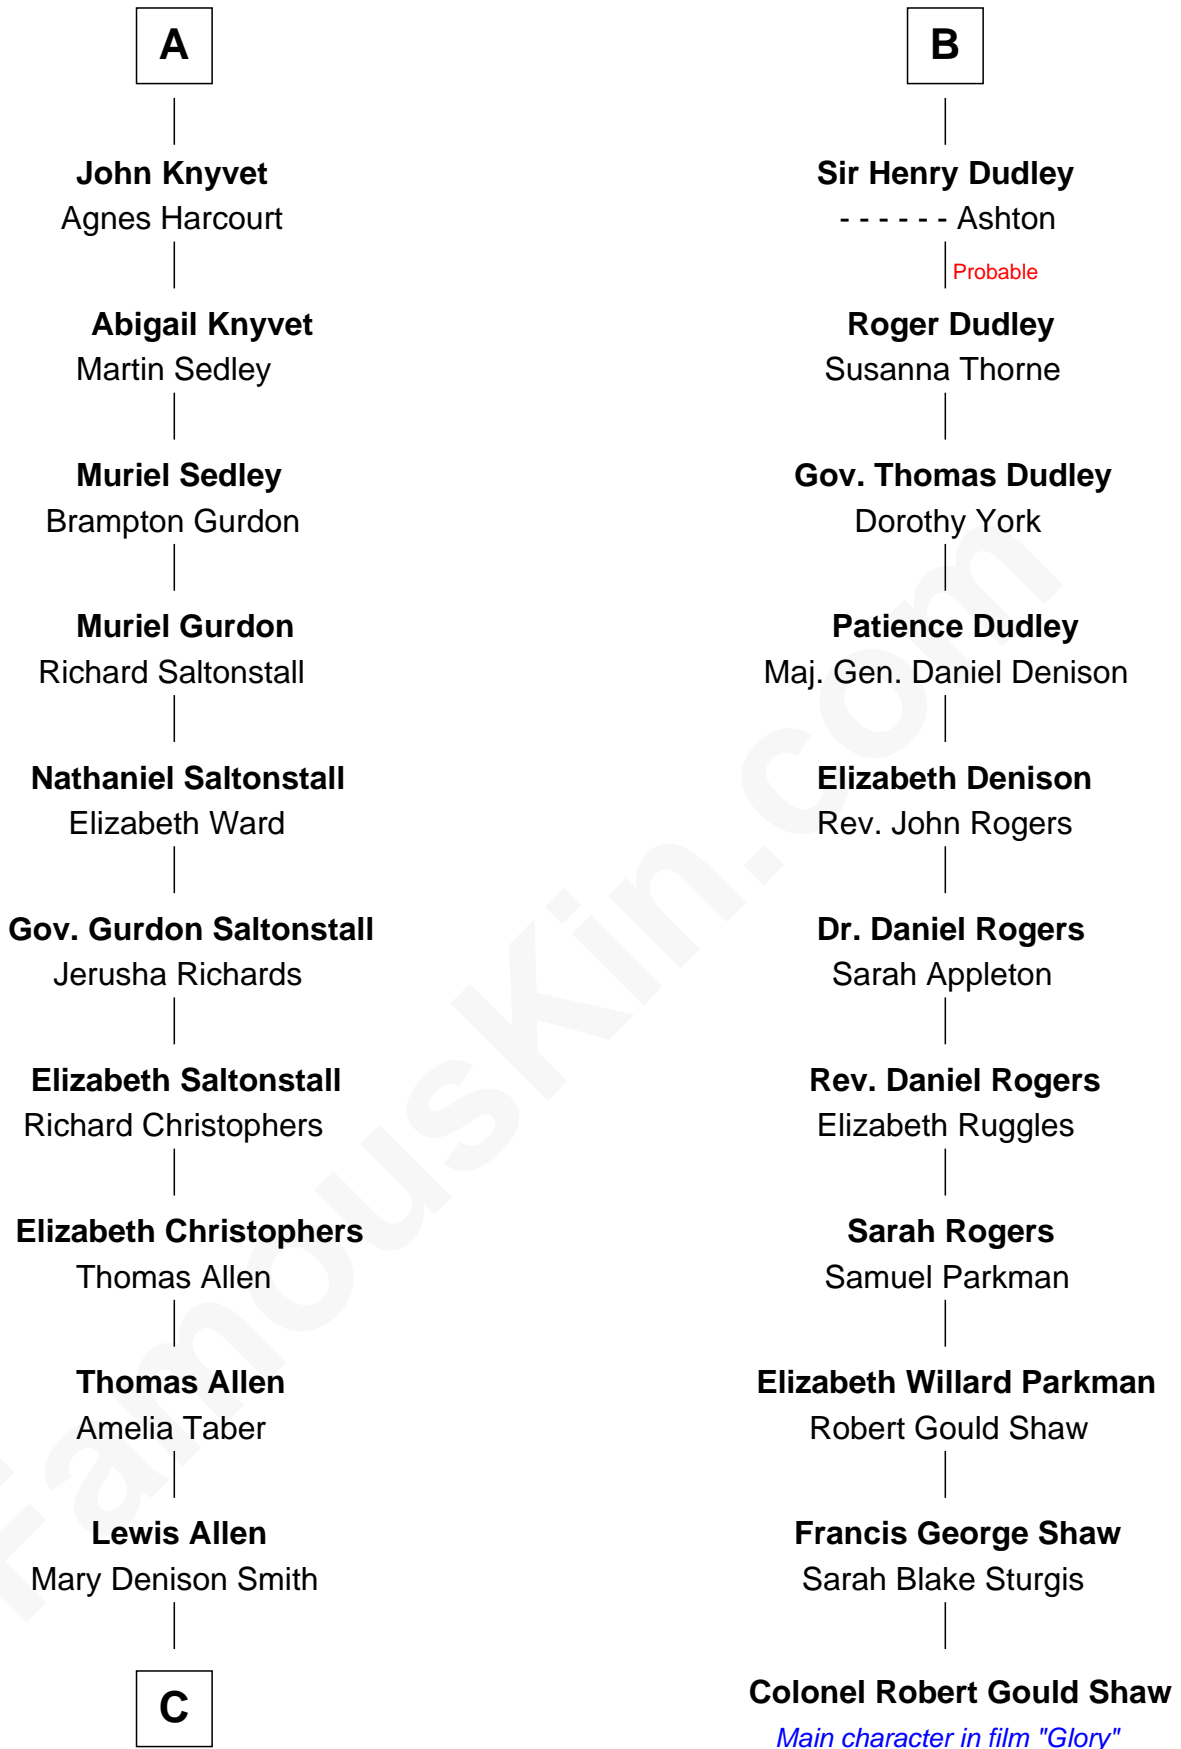 A
John Knyvet
Agnes Harcourt
Abigail Knyvet
Martin Sedley
Muriel Sedley
Brampton Gurdon
Muriel Gurdon
Richard Saltonstall
Nathaniel Saltonstall
Elizabeth Ward
Gov. Gurdon Saltonstall
Jerusha Richards
Elizabeth Saltonstall
Richard Christophers
Elizabeth Christophers
Thomas Allen
Thomas Allen
Amelia Taber
Lewis Allen
Mary Denison Smith
C
B
Sir Henry Dudley
- - - - - - Ashton
Probable
Roger Dudley
Susanna Thorne
Gov. Thomas Dudley
Dorothy York
Patience Dudley
Maj. Gen. Daniel Denison
Elizabeth Denison
Rev. John Rogers
Dr. Daniel Rogers
Sarah Appleton
Rev. Daniel Rogers
Elizabeth Ruggles
Sarah Rogers
Samuel Parkman
Elizabeth Willard Parkman
Robert Gould Shaw
Francis George Shaw
Sarah Blake Sturgis
Colonel Robert Gould Shaw
Main character in film "Glory"
FamousKin.com